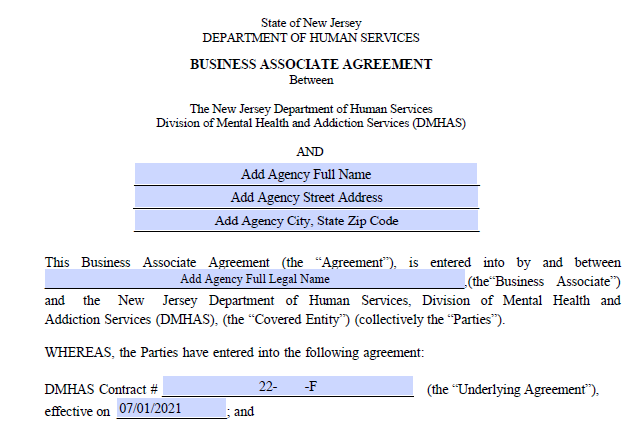 State of New Jersey
DEPARTMENT OF HUMAN SERVICES
BUSINESS ASSOCIATE AGREEMENT
Between
The New Jersey Department of Human Services
Division of Mental Health and Addiction Services (DMHAS)
AND
Add Agency Full Name
Add Agency Street Address
Add Agency City, State Zip Code
This Business Associate Agreement (the “Agreement”), is entered into by and between
Add Agency Full Legal Name ,(the“Business Associate”)
and the New Jersey Department of Human Services, Division of Mental Health and
Addiction Services (DMHAS), (the “Covered Entity”) (collectively the “Parties”).
WHEREAS, the Parties have entered into the following agreement:
DMHAS Contract # 22- -F (the “Underlying Agreement”),
effective on 07/01/2021 ; and